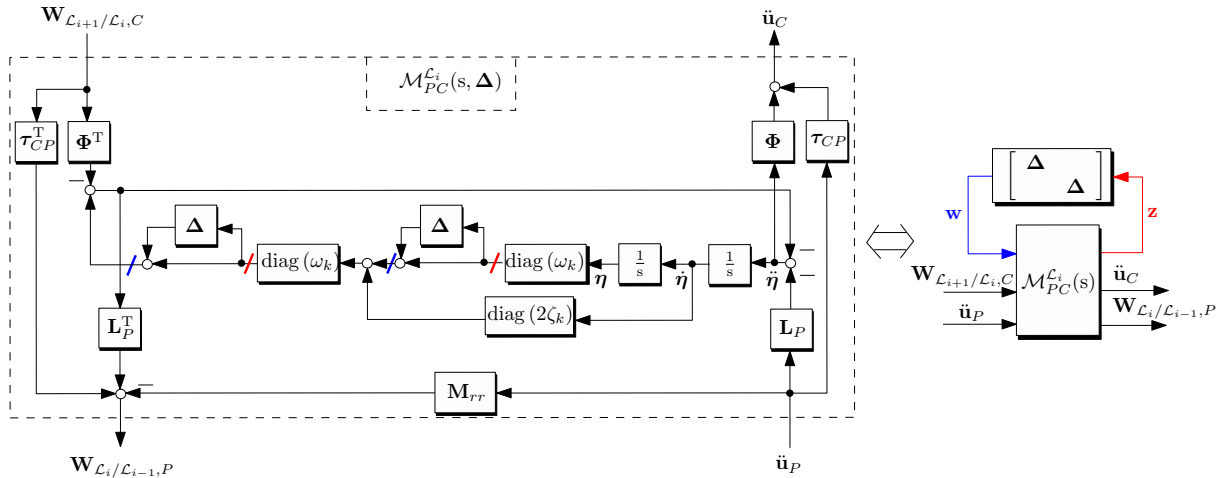 𝐖_{ℒ_{i+1}/ℒ_i,C}
ü_C
ℳ_{PC}^{ℒ_i}(s, Δ)
τ_{CP}^T
Φ^T
Φ
τ_{CP}
−
Δ
Δ
−
−
diag (ω_k)
diag (ω_k)
1/s
1/s
η
η̇
η̈
diag (2ζ_k)
L_P^T
L_P
−
M_{rr}
𝐖_{ℒ_i/ℒ_{i−1},P}
ü_P
[Δ
Δ]
w
z
𝐖_{ℒ_{i+1}/ℒ_i,C}
ℳ_{PC}^{ℒ_i}(s)
ü_C
ü_P
𝐖_{ℒ_i/ℒ_{i−1},P}